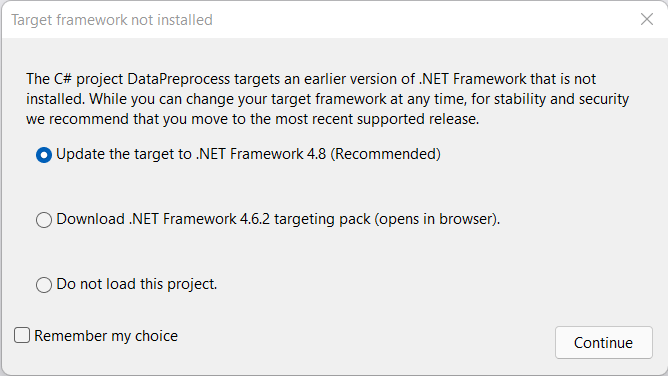 Target framework not installed
The C# project DataPreprocess targets an earlier version of .NET Framework that is not
installed. While you can change your target framework at any time, for stability and security
we recommend that you move to the most recent supported release.
Update the target to .NET Framework 4.8 (Recommended)
Download .NET Framework 4.6.2 targeting pack (opens in browser).
Do not load this project.
Remember my choice
Continue